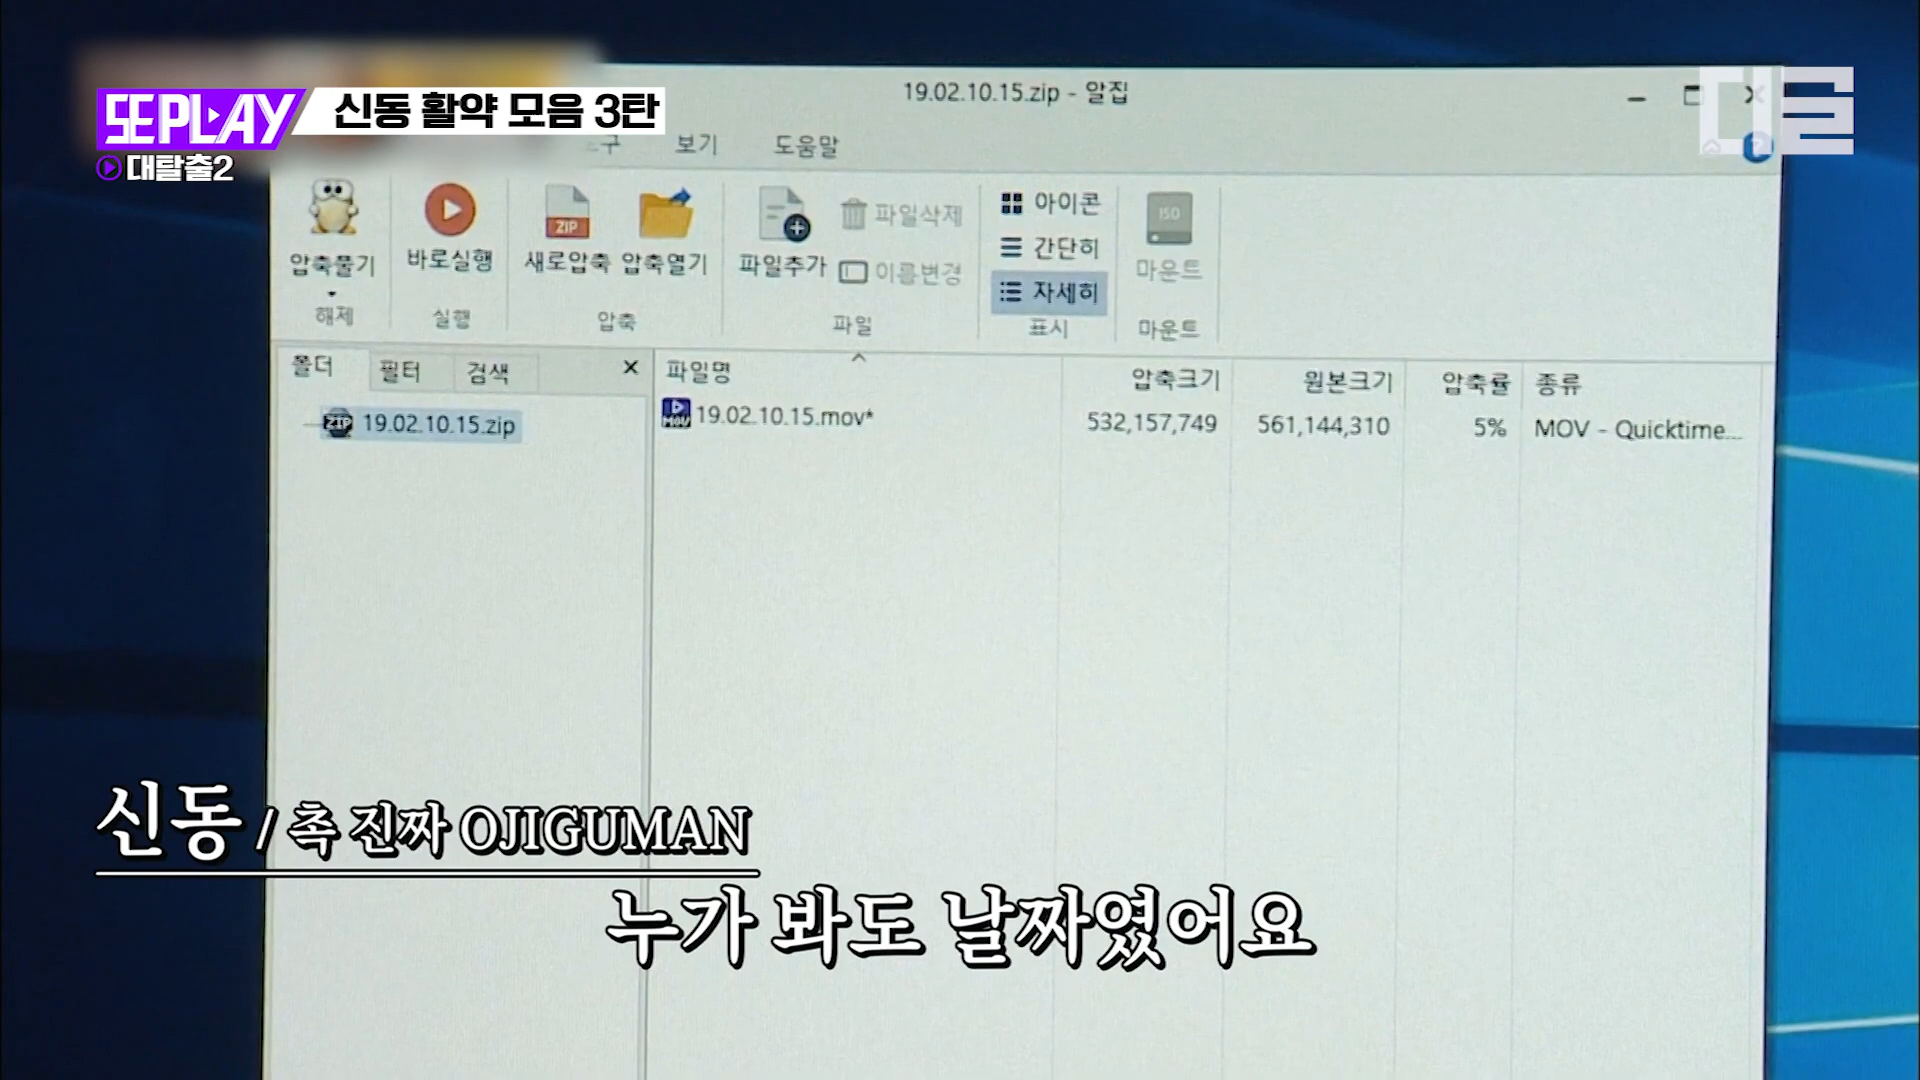 또PLAY 신동 활약 모음 3탄
대탈출2
디글
19.02.10.15.zip - 알집
구 보기 도움말
압축풀기 바로실행 새로압축 압축열기 파일추가 파일삭제 이름변경 아이콘 간단히 자세히 마운트
ZIP ISO
해제 실행 압축 파일 표시 마운트
폴더 필터 검색 파일명 압축크기 원본크기 압축률 종류
ZIP 19.02.10.15.zip MOV 19.02.10.15.mov* 532,157,749 561,144,310 5% MOV - Quicktime...
신동 / 촉 진짜 OJIGUMAN
누가 봐도 날짜였어요